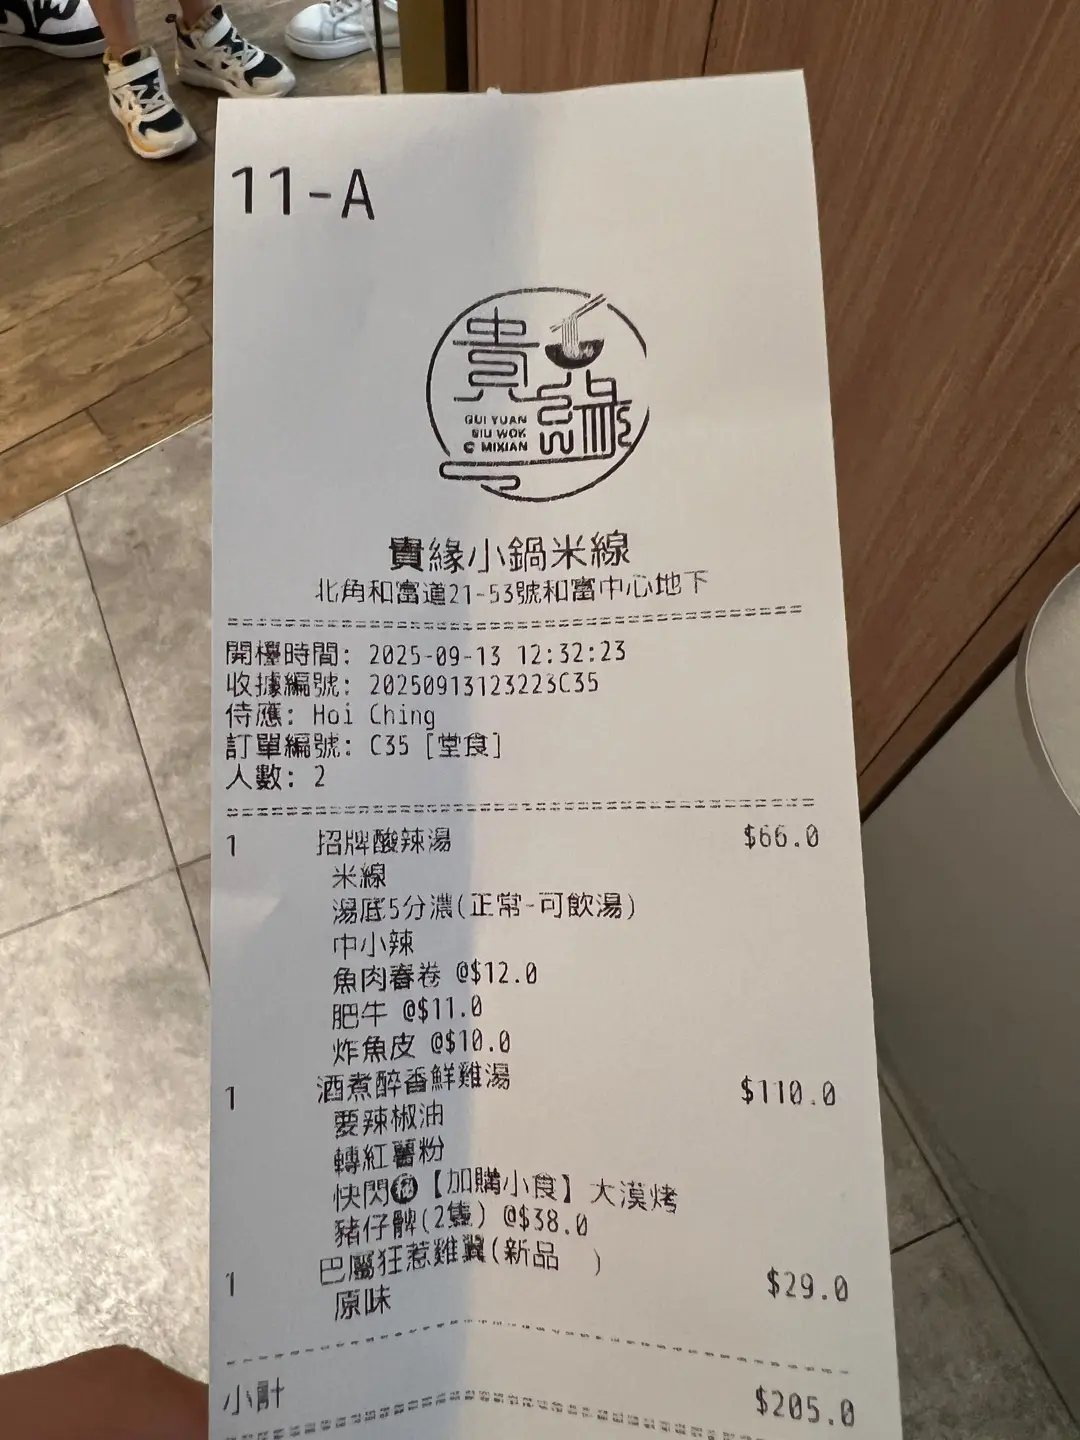 11-A
貴緣
GUI YUAN
SIU WOK
MIXIAN
貴緣小鍋米線
北角和富道21-53號和富中心地下
開檯時間: 2025-09-13 12:32:23
收據編號: 20250913123223C35
侍應: Hoi Ching
訂單編號: C35 [堂食]
人數: 2
1 招牌酸辣湯 $66.0
米線
湯底5分濃(正常-可飲湯)
中小辣
魚肉春卷 @$12.0
肥牛 @$11.0
炸魚皮 @$10.0
1 酒煮醉香鮮雞湯 $110.0
要辣椒油
轉紅薯粉
快閃【加購小食】大漠烤
豬仔髀(2隻) @$38.0
1 巴屬狂惹雞翼(新品 ) $29.0
原味
小計 $205.0